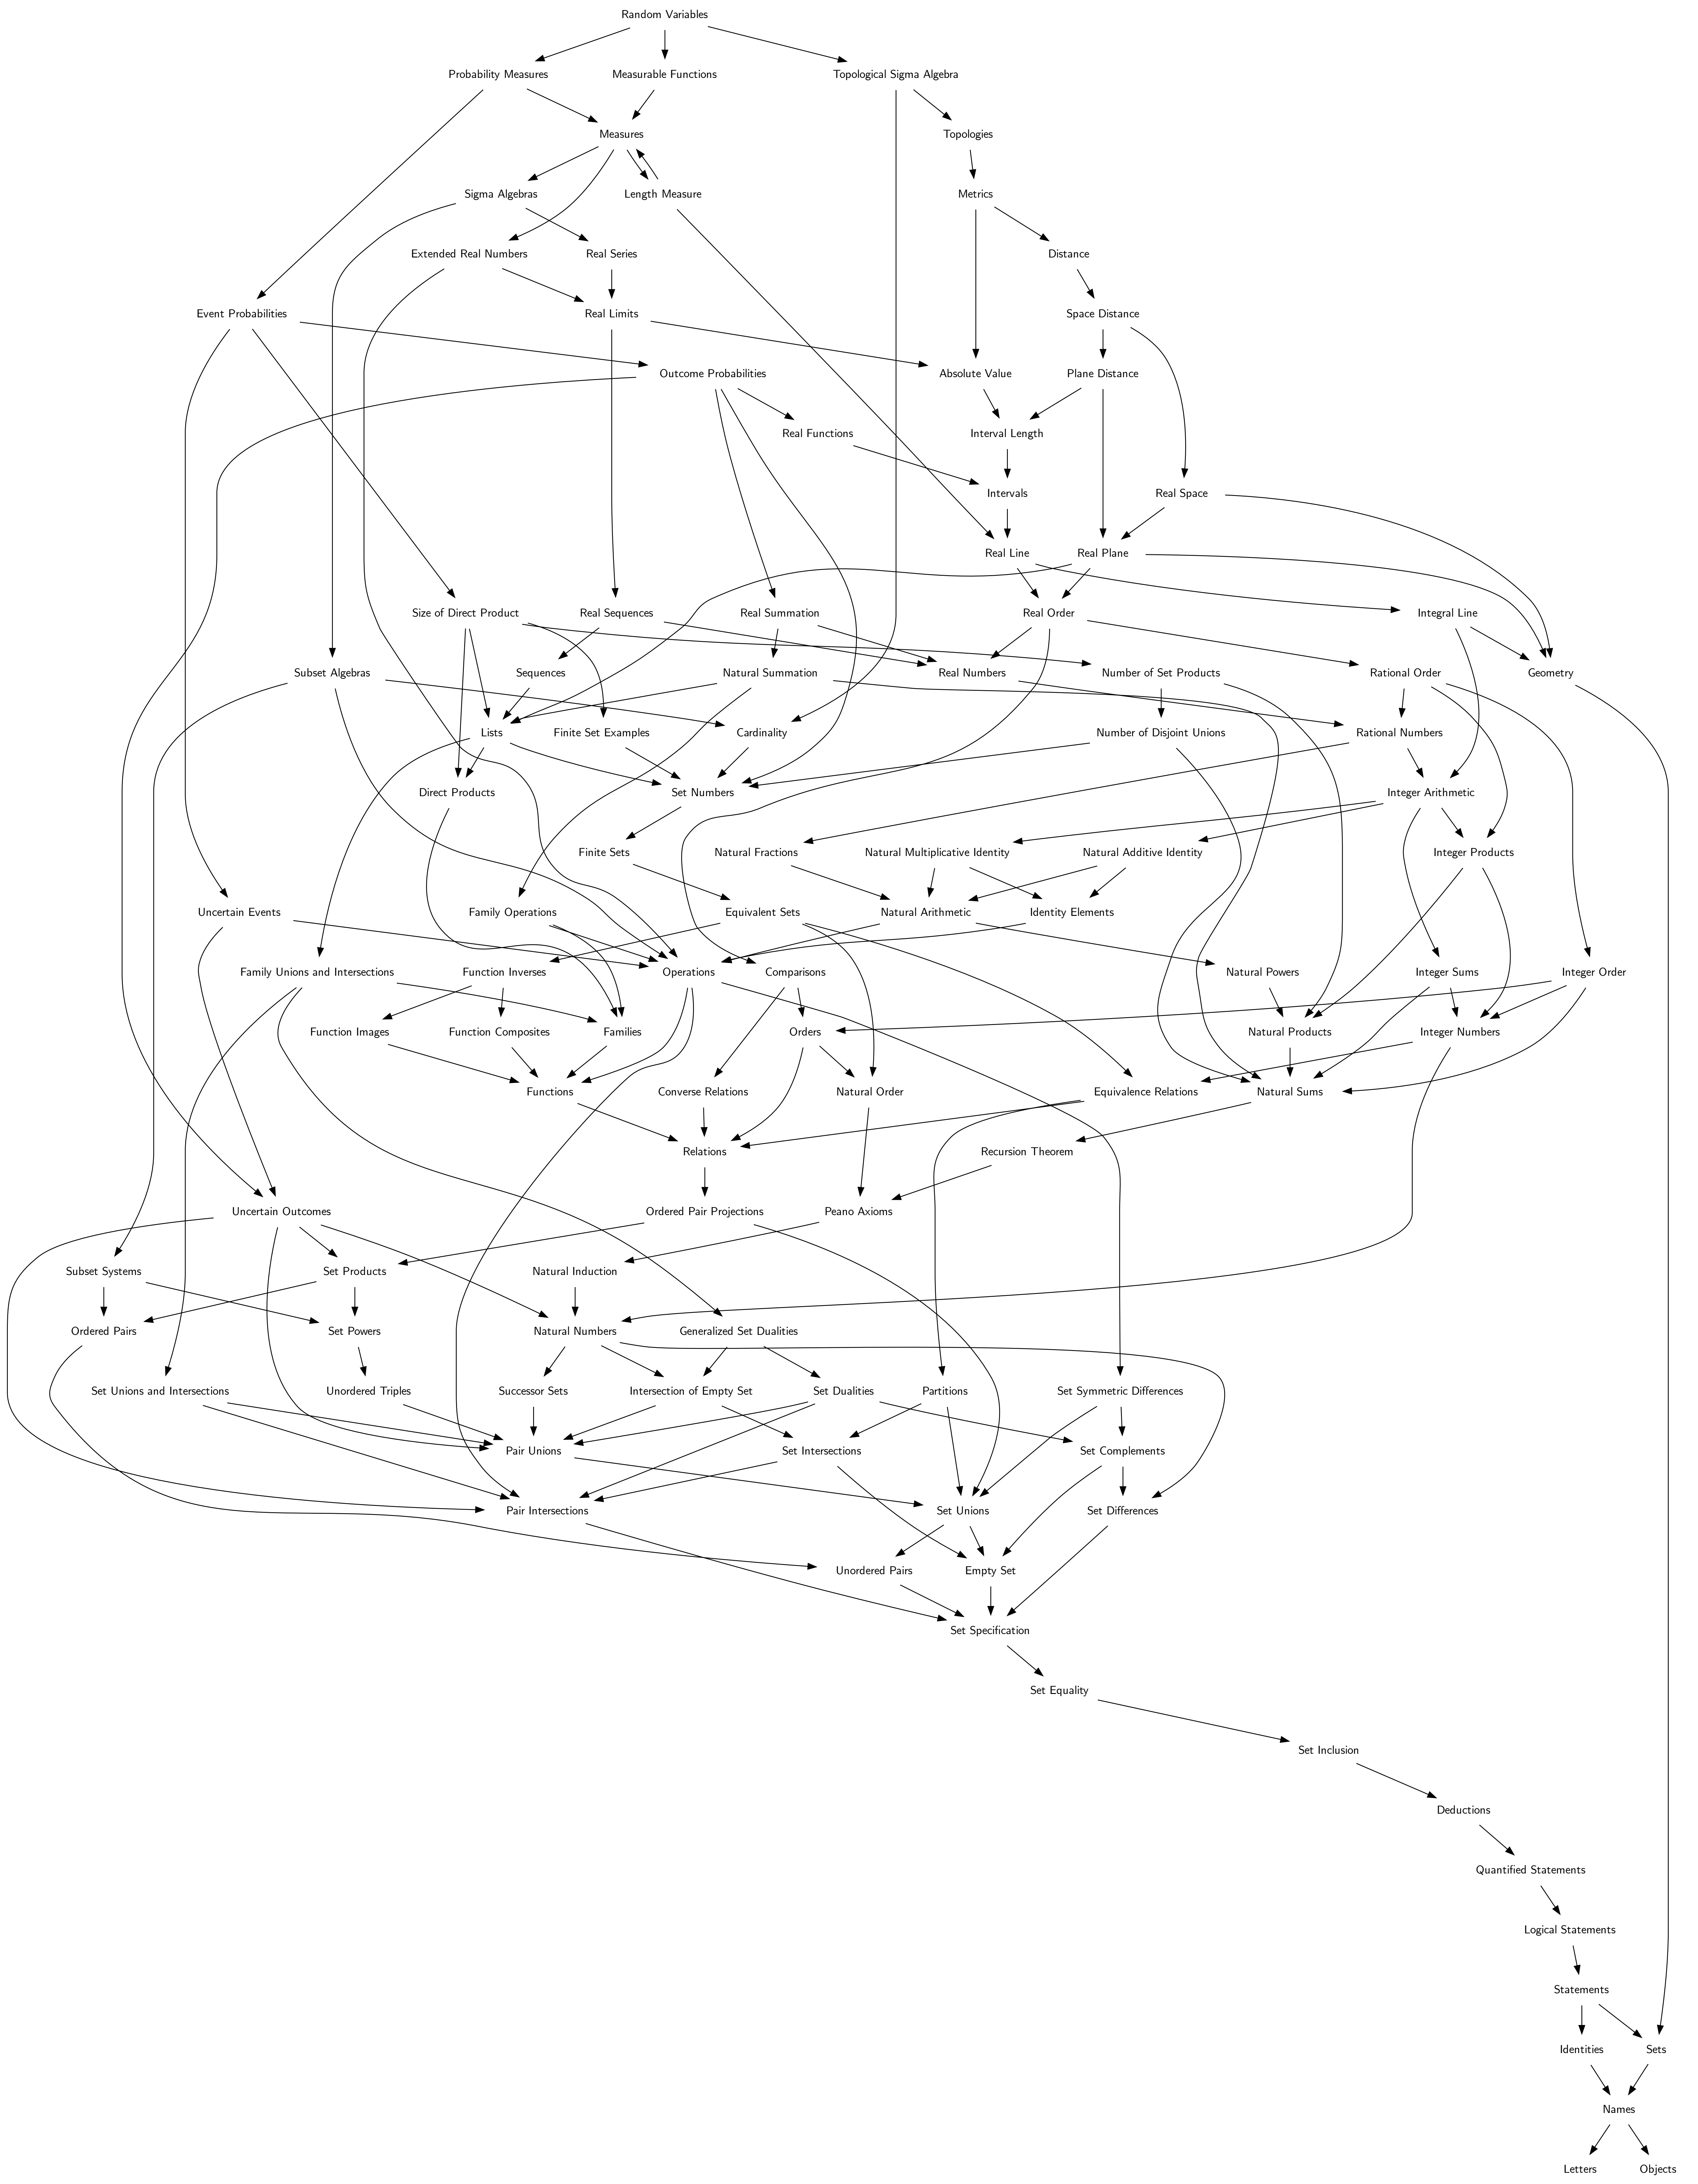 Random Variables
Probability Measures
Measurable Functions
Topological Sigma Algebra
Measures
Topologies
Sigma Algebras
Length Measure
Metrics
Extended Real Numbers
Real Series
Distance
Event Probabilities
Real Limits
Space Distance
Outcome Probabilities
Absolute Value
Plane Distance
Real Functions
Interval Length
Intervals
Real Space
Real Line
Real Plane
Size of Direct Product
Real Sequences
Real Summation
Real Order
Integral Line
Subset Algebras
Sequences
Natural Summation
Real Numbers
Number of Set Products
Rational Order
Geometry
Lists
Finite Set Examples
Cardinality
Number of Disjoint Unions
Rational Numbers
Direct Products
Set Numbers
Integer Arithmetic
Finite Sets
Natural Fractions
Natural Multiplicative Identity
Natural Additive Identity
Integer Products
Uncertain Events
Family Operations
Equivalent Sets
Natural Arithmetic
Identity Elements
Family Unions and Intersections
Function Inverses
Operations
Comparisons
Natural Powers
Integer Sums
Integer Order
Function Images
Function Composites
Families
Orders
Natural Products
Integer Numbers
Functions
Converse Relations
Natural Order
Equivalence Relations
Natural Sums
Relations
Recursion Theorem
Uncertain Outcomes
Ordered Pair Projections
Peano Axioms
Subset Systems
Set Products
Natural Induction
Ordered Pairs
Set Powers
Natural Numbers
Generalized Set Dualities
Set Unions and Intersections
Unordered Triples
Successor Sets
Intersection of Empty Set
Set Dualities
Partitions
Set Symmetric Differences
Pair Unions
Set Intersections
Set Complements
Pair Intersections
Set Unions
Set Differences
Unordered Pairs
Empty Set
Set Specification
Set Equality
Set Inclusion
Deductions
Quantified Statements
Logical Statements
Statements
Identities
Sets
Names
Letters
Objects